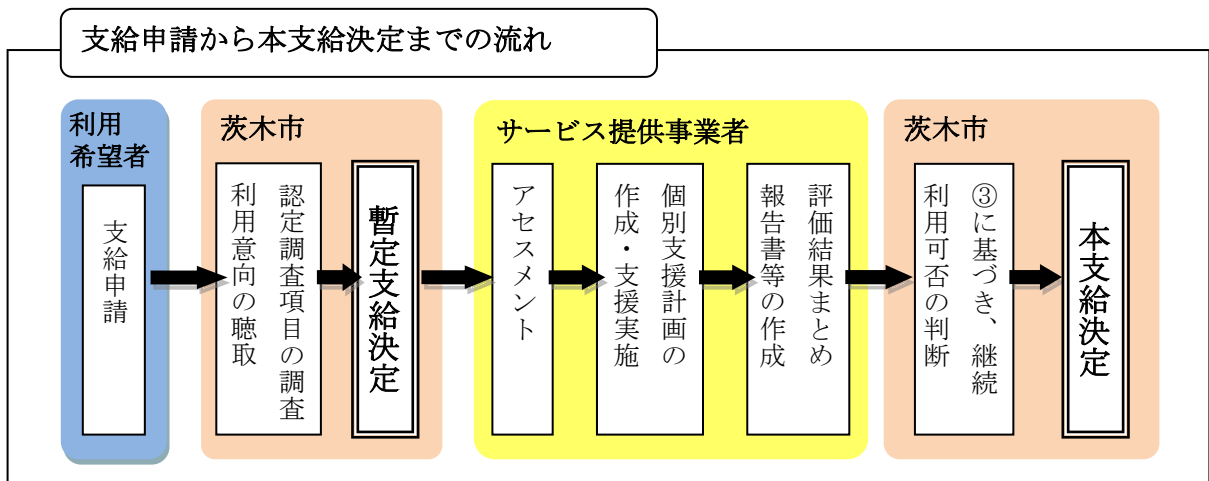 支給申請から本支給決定までの流れ
利用
希望者
支給申請
茨木市
認定調査項目の調査
利用意向の聴取
暫定支給決定
サービス提供事業者
アセスメント
個別支援計画の
作成・支援実施
評価結果まとめ
報告書等の作成
茨木市
③に基づき、継続
利用可否の判断
本支給決定